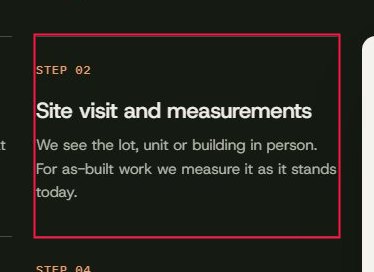 STEP 02
Site visit and measurements
We see the lot, unit or building in person.
For as-built work we measure it as it stands
today.
STEP 04